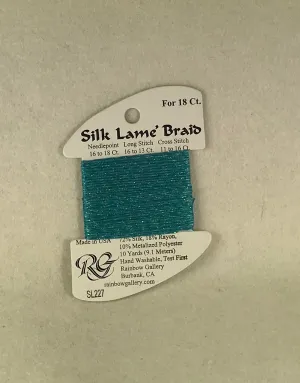 For 18 Ct.
Silk Lamé Braid
Needlepoint Long Stitch Cross Stitch
16 to 18 Ct. 16 to 13 Ct. 11 to 16 Ct.
Made in USA 72% Silk, 18% Rayon,
10% Metalized Polyester
10 Yards (9.1 Meters)
Hand Washable, Test First
Rainbow Gallery
Burbank, CA
rainbowgallery.com
RG
SL227